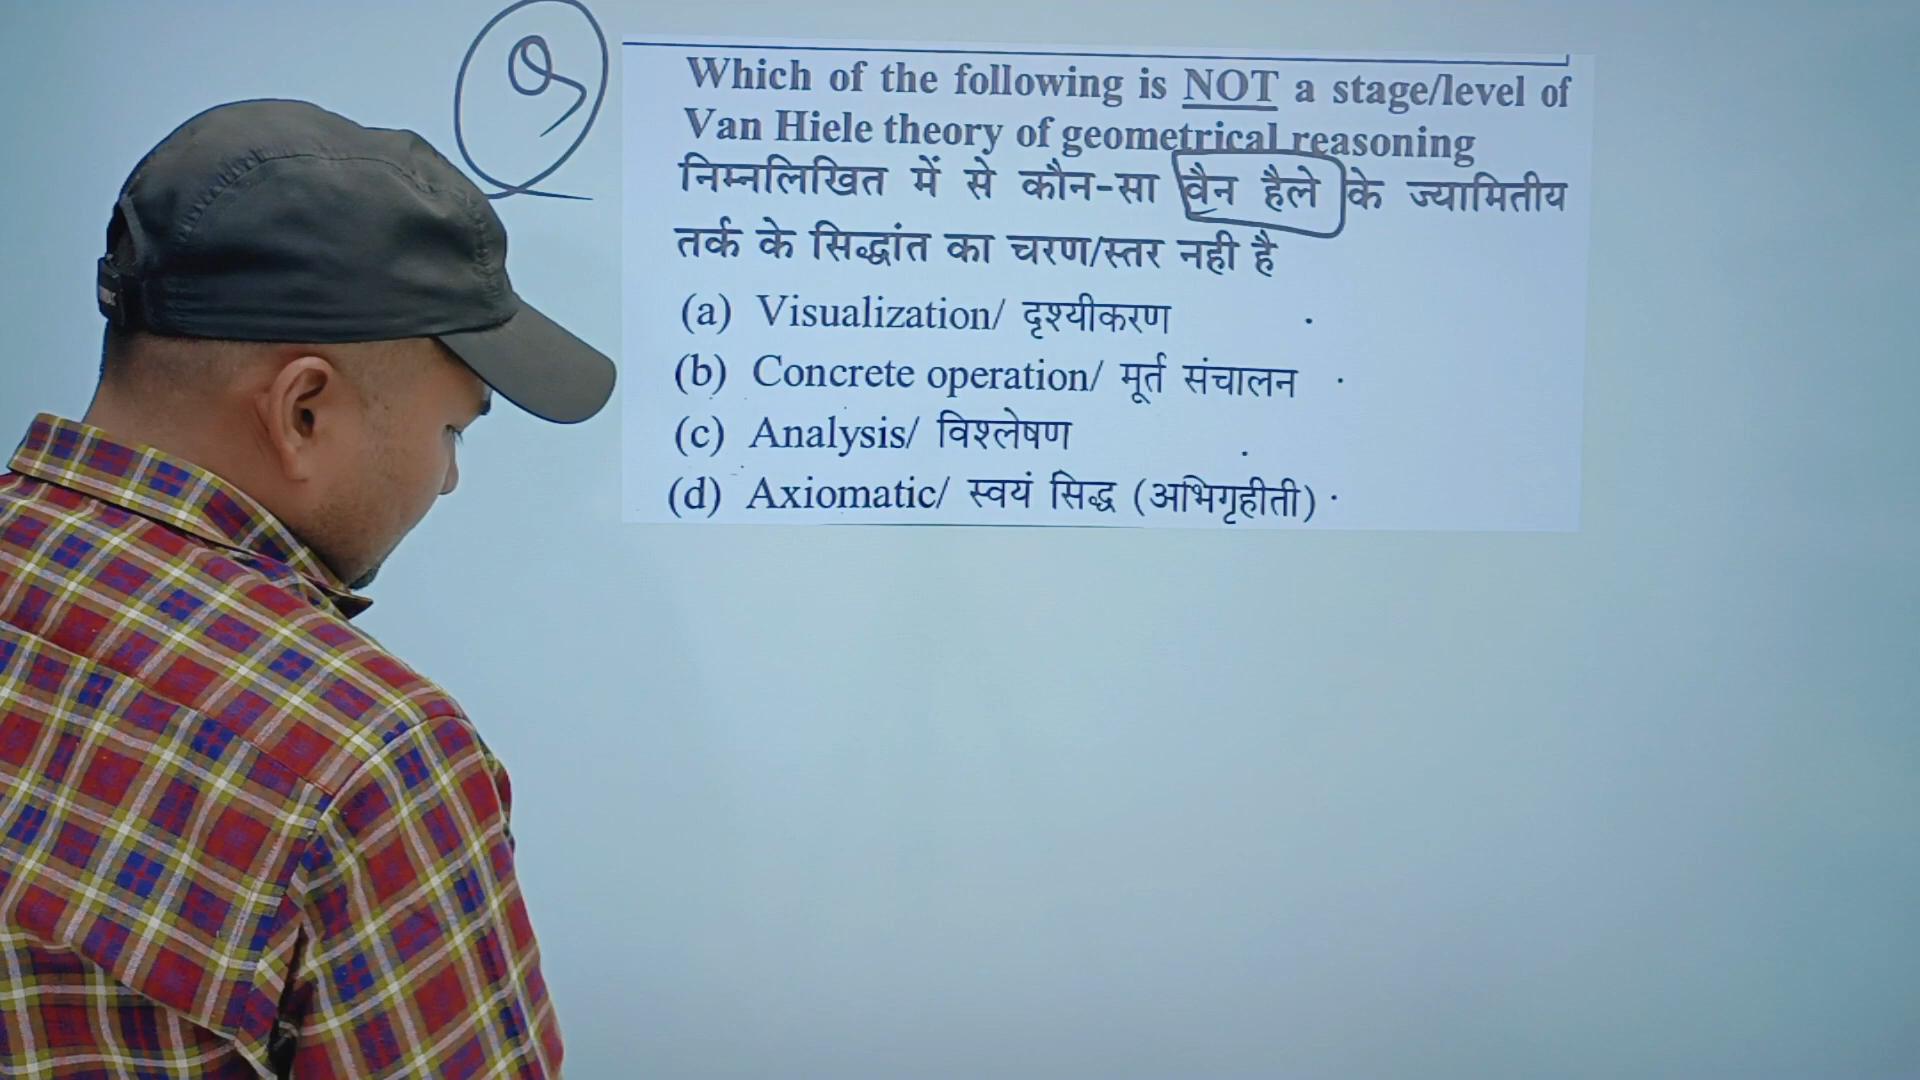 Q
Which of the following is NOT a stage/level of
Van Hiele theory of geometrical reasoning
निम्नलिखित में से कौन-सा वैन हैले के ज्यामितीय
तर्क के सिद्धांत का चरण/स्तर नही है
(a) Visualization/ दृश्यीकरण
(b) Concrete operation/ मूर्त संचालन
(c) Analysis/ विश्लेषण
(d) Axiomatic/ स्वयं सिद्ध (अभिगृहीती)